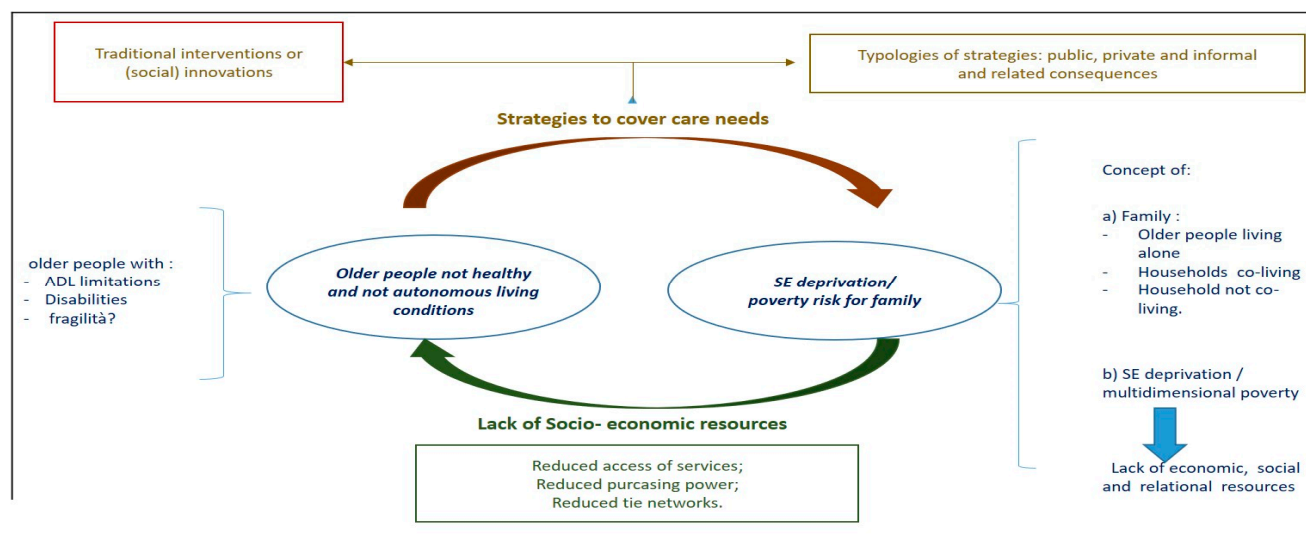 Traditional interventions or
(social) innovations
Typologies of strategies: public, private and informal
and related consequences
Strategies to cover care needs
older people with :
- ADL limitations
- Disabilities
- fragilità?
Older people not healthy
and not autonomous living
conditions
SE deprivation/
poverty risk for family
Concept of:
a) Family :
- Older people living
alone
- Households co-living
- Household not co-
living.
b) SE deprivation /
multidimensional poverty
Lack of economic, social
and relational resources
Lack of Socio- economic resources
Reduced access of services;
Reduced purcasing power;
Reduced tie networks.